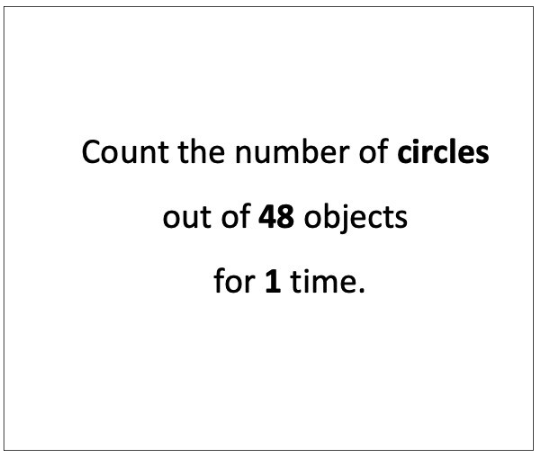 Count the number of circles
out of 48 objects
for 1 time.